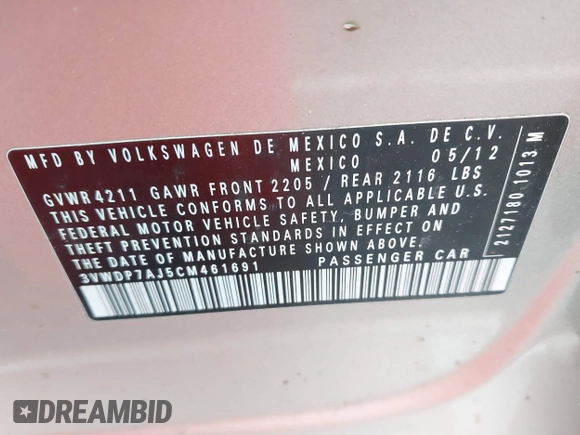 MFD BY VOLKSWAGEN DE MEXICO S.A. DE C.V.
MEXICO 05/12
GVWR 4211 GAWR FRONT 2205 / REAR 2116 LBS
THIS VEHICLE CONFORMS TO ALL APPLICABLE U.S.
FEDERAL MOTOR VEHICLE SAFETY, BUMPER AND
THEFT PREVENTION STANDARDS IN EFFECT ON
THE DATE OF MANUFACTURE SHOWN ABOVE.
3VWDP7AJ5CM461691 PASSENGER CAR
2127180 1013 M
DREAMBID